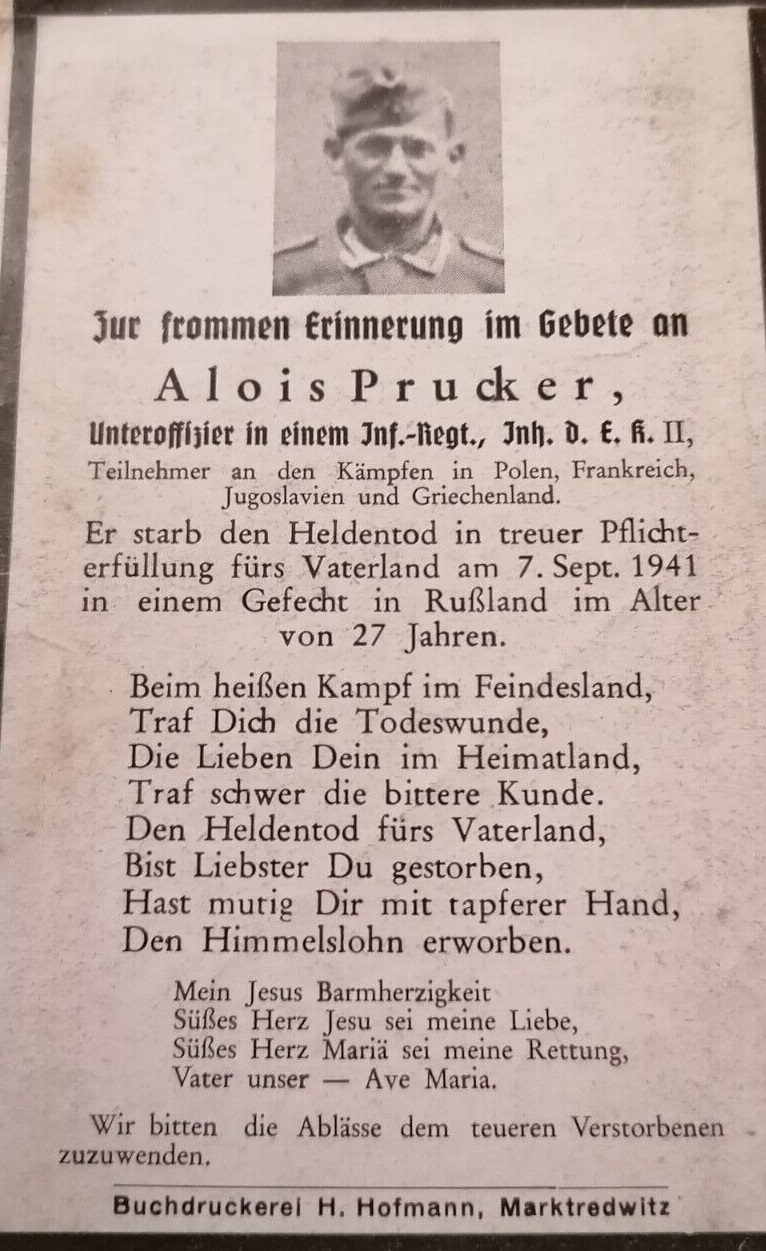 Zur frommen Erinnerung im Gebete an
Alois Prucker,
Unteroffizier in einem Inf.-Regt., Inh. d. E. K. II,
Teilnehmer an den Kämpfen in Polen, Frankreich,
Jugoslavien und Griechenland.
Er starb den Heldentod in treuer Pflicht-
erfüllung fürs Vaterland am 7. Sept. 1941
in einem Gefecht in Rußland im Alter
von 27 Jahren.
Beim heißen Kampf im Feindesland,
Traf Dich die Todeswunde,
Die Lieben Dein im Heimatland,
Traf schwer die bittere Kunde.
Den Heldentod fürs Vaterland,
Bist Liebster Du gestorben,
Hast mutig Dir mit tapferer Hand,
Den Himmelslohn erworben.
Mein Jesus Barmherzigkeit
Süßes Herz Jesu sei meine Liebe,
Süßes Herz Mariä sei meine Rettung,
Vater unser — Ave Maria.
Wir bitten die Ablässe dem teueren Verstorbenen
zuzuwenden.
Buchdruckerei H. Hofmann, Marktredwitz